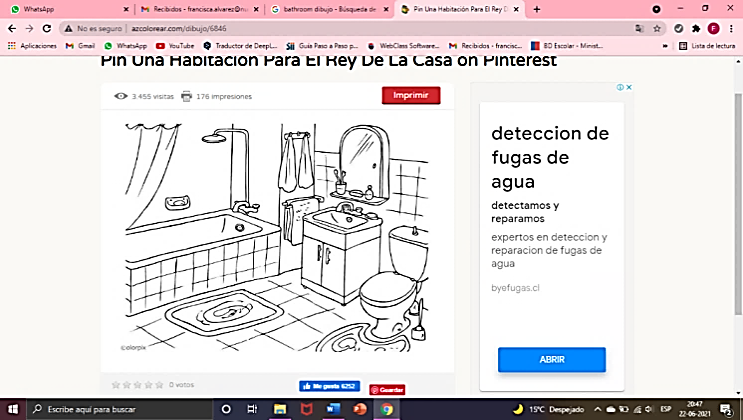 WhatsApp
Recibidos - francisca.alvarez@nu
bathroom dibujo - Búsqueda de
Pin Una Habitación Para El Rey De
No es seguro | azcolorear.com/dibujo/6846
Aplicaciones
Gmail
WhatsApp
YouTube
Traductor de DeepL...
Guía Paso a Paso p...
WebClass Software...
Recibidos - francisc...
BD Escolar - Minist...
Lista de lectura
Pin Una Habitación Para El Rey De La Casa on Pinterest
3.455 visitas
176 impresiones
Imprimir
deteccion de
fugas de
agua
detectamos y
reparamos
expertos en deteccion y
reparacion de fugas de
agua
byefugas.cl
ABRIR
colorpix
0 votos
Me gusta 6252
Guardar
Escribe aquí para buscar
15°C Despejado
ESP
20:47
22-06-2021